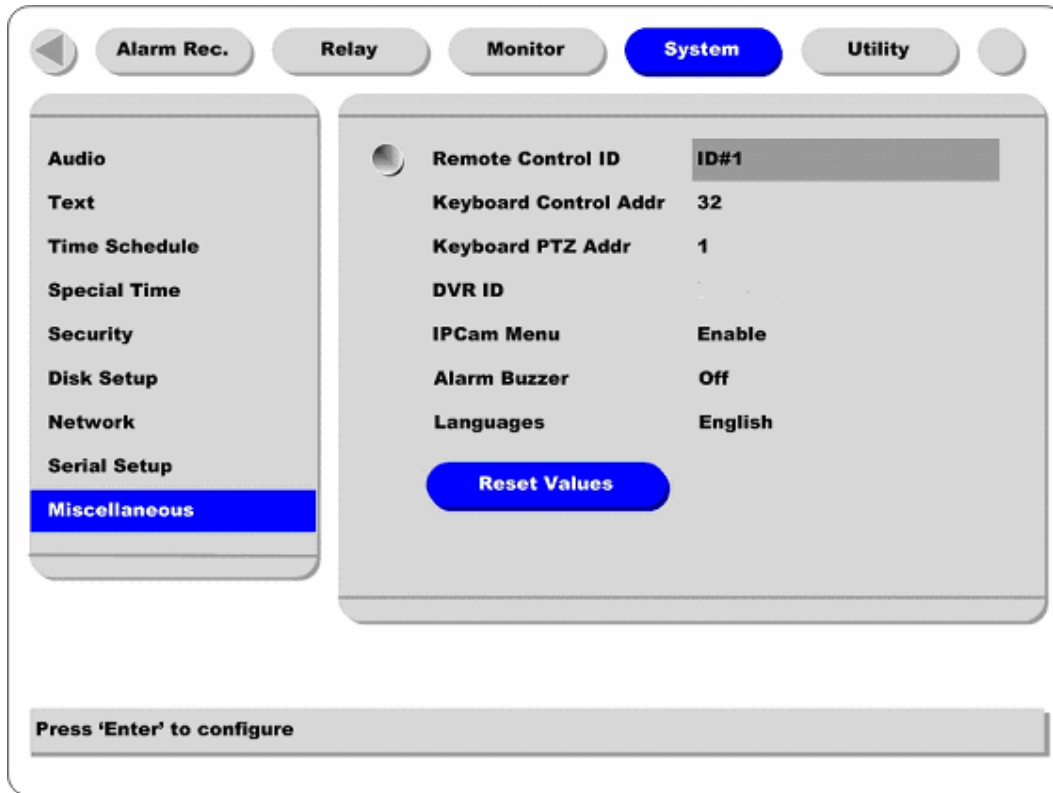 Alarm Rec. Relay Monitor System Utility
Audio
Text
Time Schedule
Special Time
Security
Disk Setup
Network
Serial Setup
Miscellaneous
Remote Control ID ID#1
Keyboard Control Addr 32
Keyboard PTZ Addr 1
DVR ID
IPCam Menu Enable
Alarm Buzzer Off
Languages English
Reset Values
Press ‘Enter’ to configure